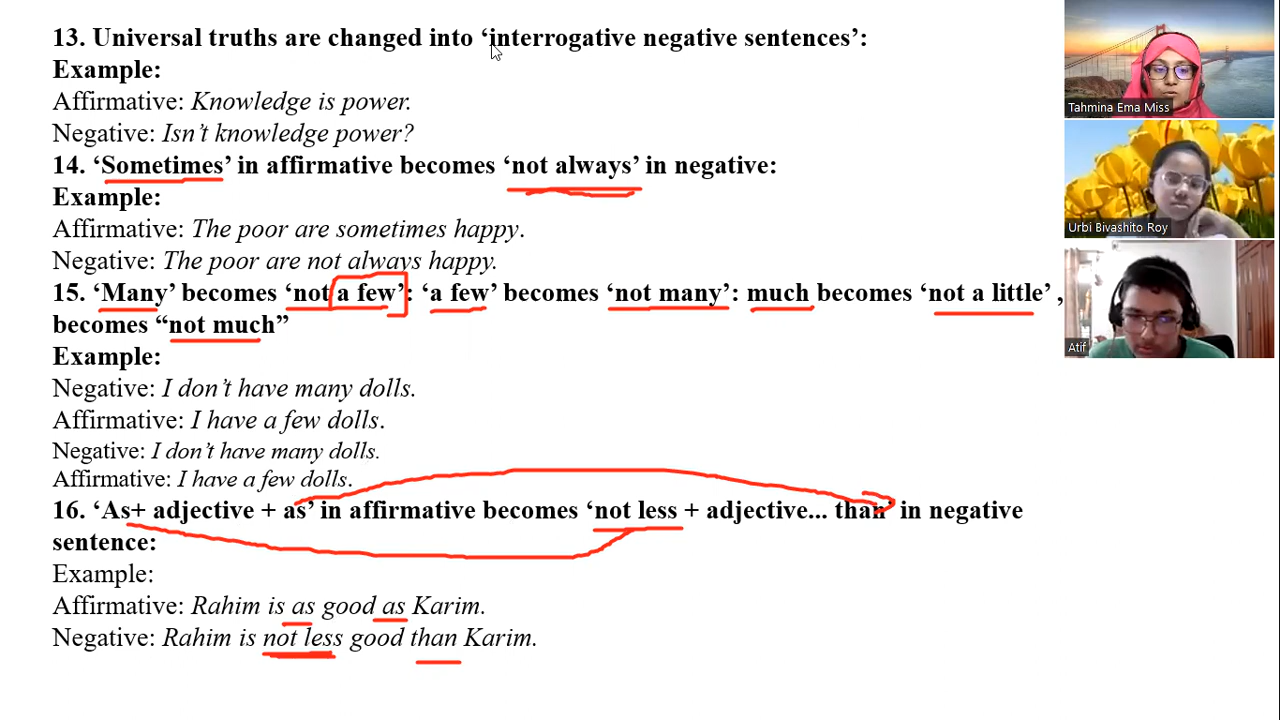 13. Universal truths are changed into ‘interrogative negative sentences’:
Example:
Affirmative: Knowledge is power.
Negative: Isn’t knowledge power?
14. ‘Sometimes’ in affirmative becomes ‘not always’ in negative:
Example:
Affirmative: The poor are sometimes happy.
Negative: The poor are not always happy.
15. ‘Many’ becomes ‘not a few’: ‘a few’ becomes ‘not many’: much becomes ‘not a little’ ,
becomes “not much”
Example:
Negative: I don’t have many dolls.
Affirmative: I have a few dolls.
Negative: I don’t have many dolls.
Affirmative: I have a few dolls.
16. ‘As+ adjective + as’ in affirmative becomes ‘not less + adjective... than’ in negative
sentence:
Example:
Affirmative: Rahim is as good as Karim.
Negative: Rahim is not less good than Karim.
Tahmina Ema Miss
Urbi Bivashito Roy
Atif